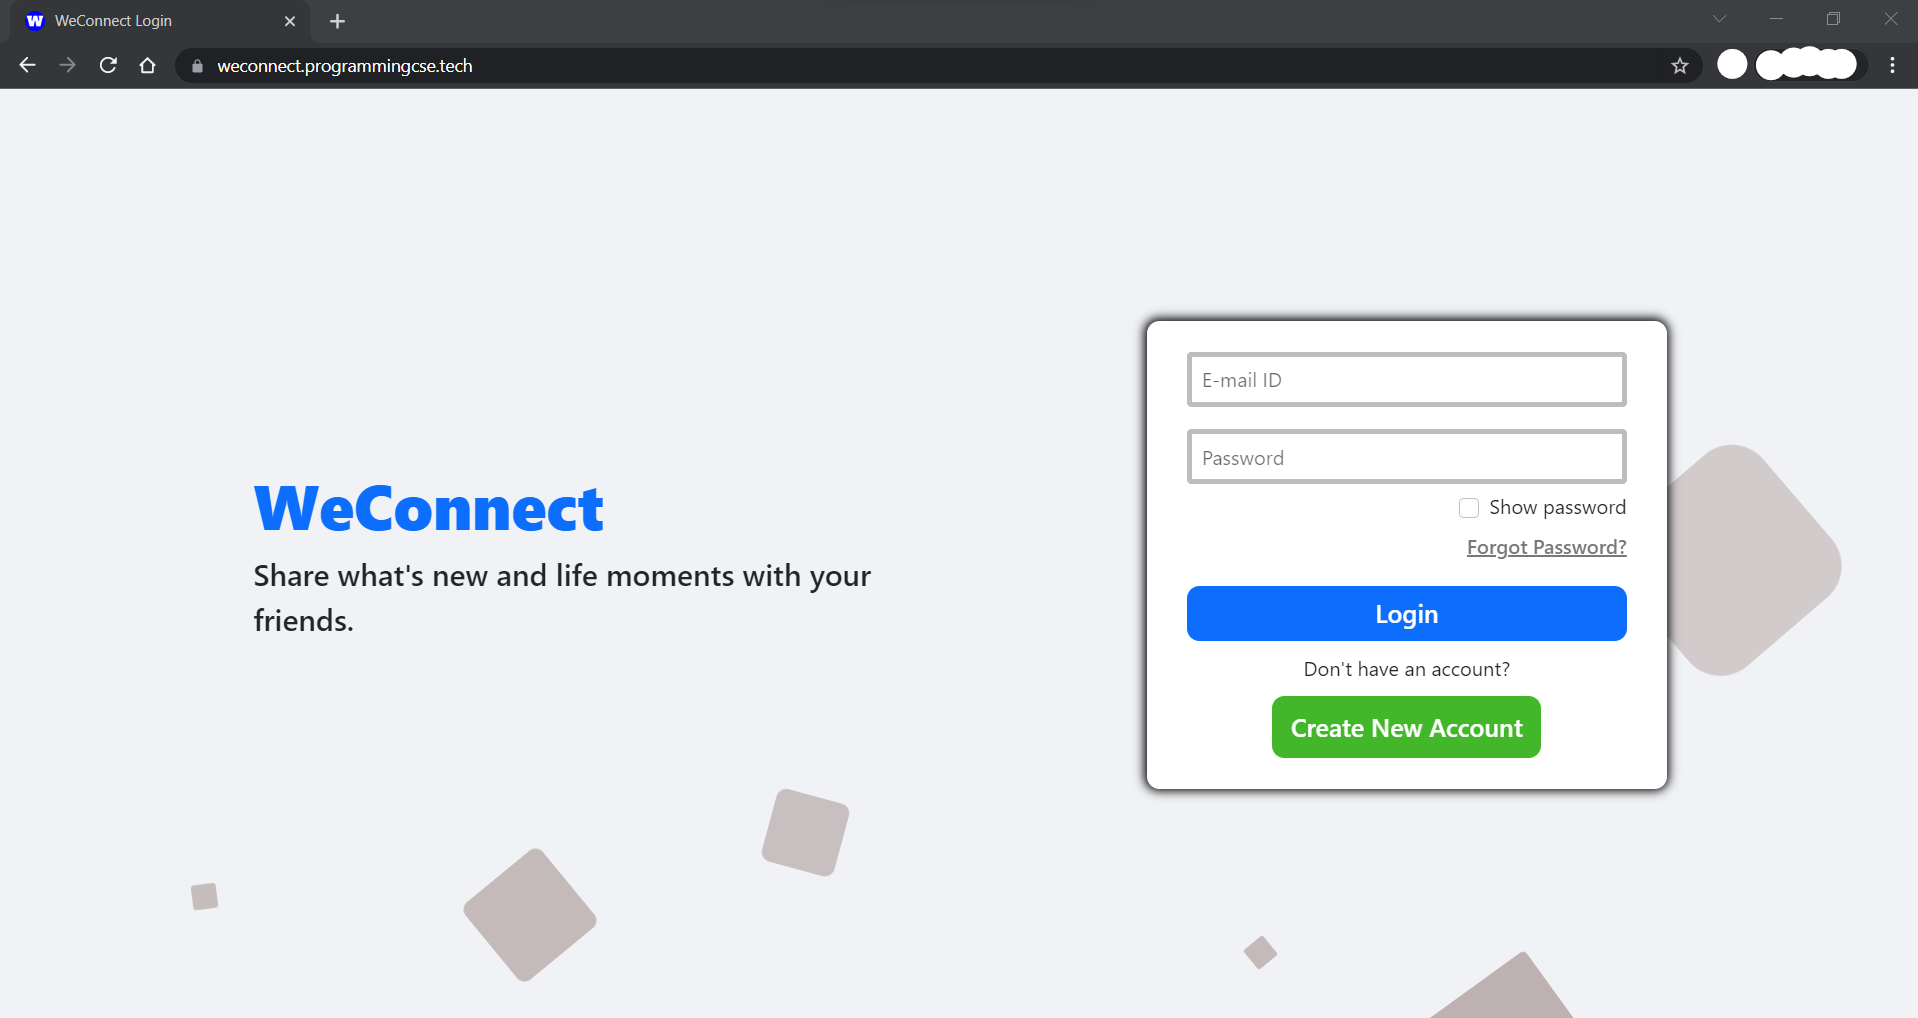 WeConnect Login
weconnect.programmingcse.tech
WeConnect
Share what's new and life moments with your
friends.
E-mail ID
Password
Show password
Forgot Password?
Login
Don't have an account?
Create New Account